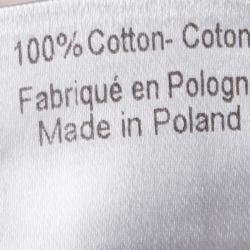 100% Cotton- Coton
Fabriqué en Pologn
Made in Poland